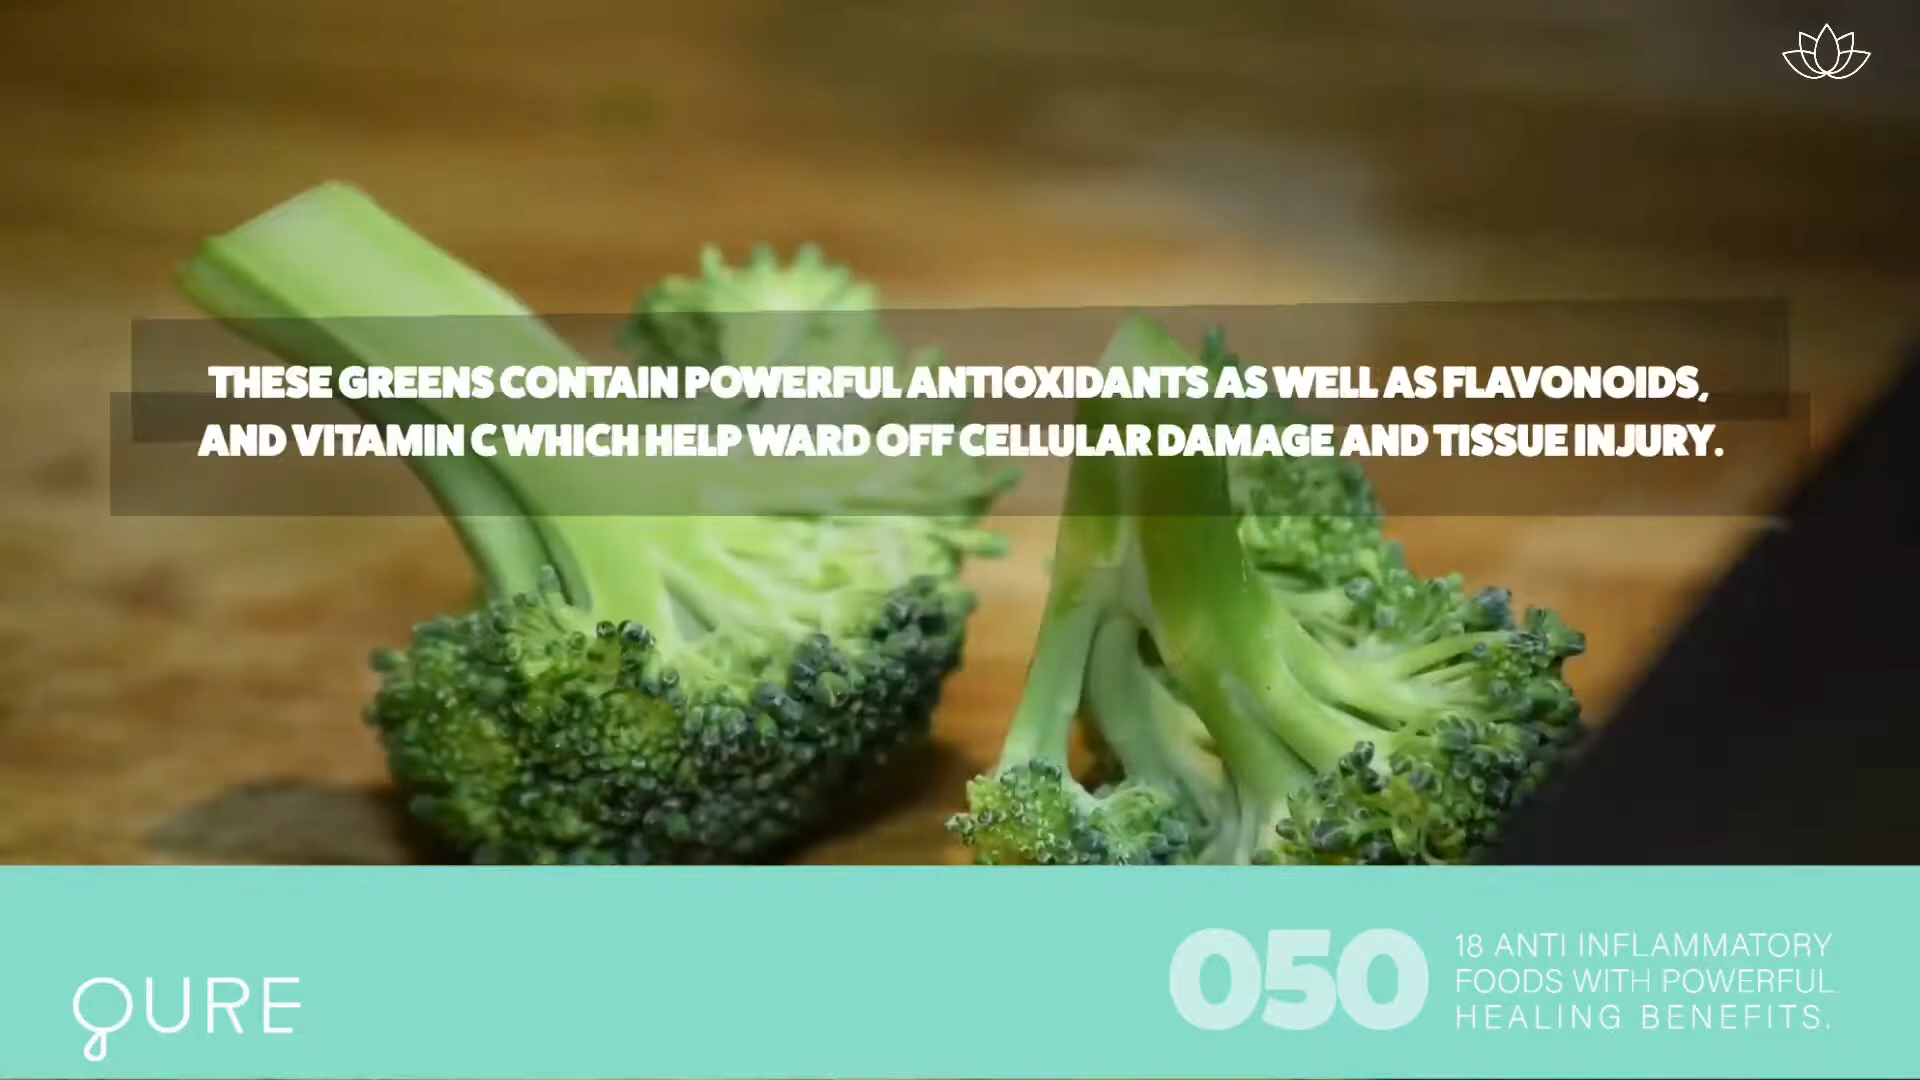 THESE GREENS CONTAIN POWERFUL ANTIOXIDANTS AS WELL AS FLAVONOIDS,
AND VITAMIN C WHICH HELP WARD OFF CELLULAR DAMAGE AND TISSUE INJURY.
QURE
050
18 ANTI INFLAMMATORY
FOODS WITH POWERFUL
HEALING BENEFITS.